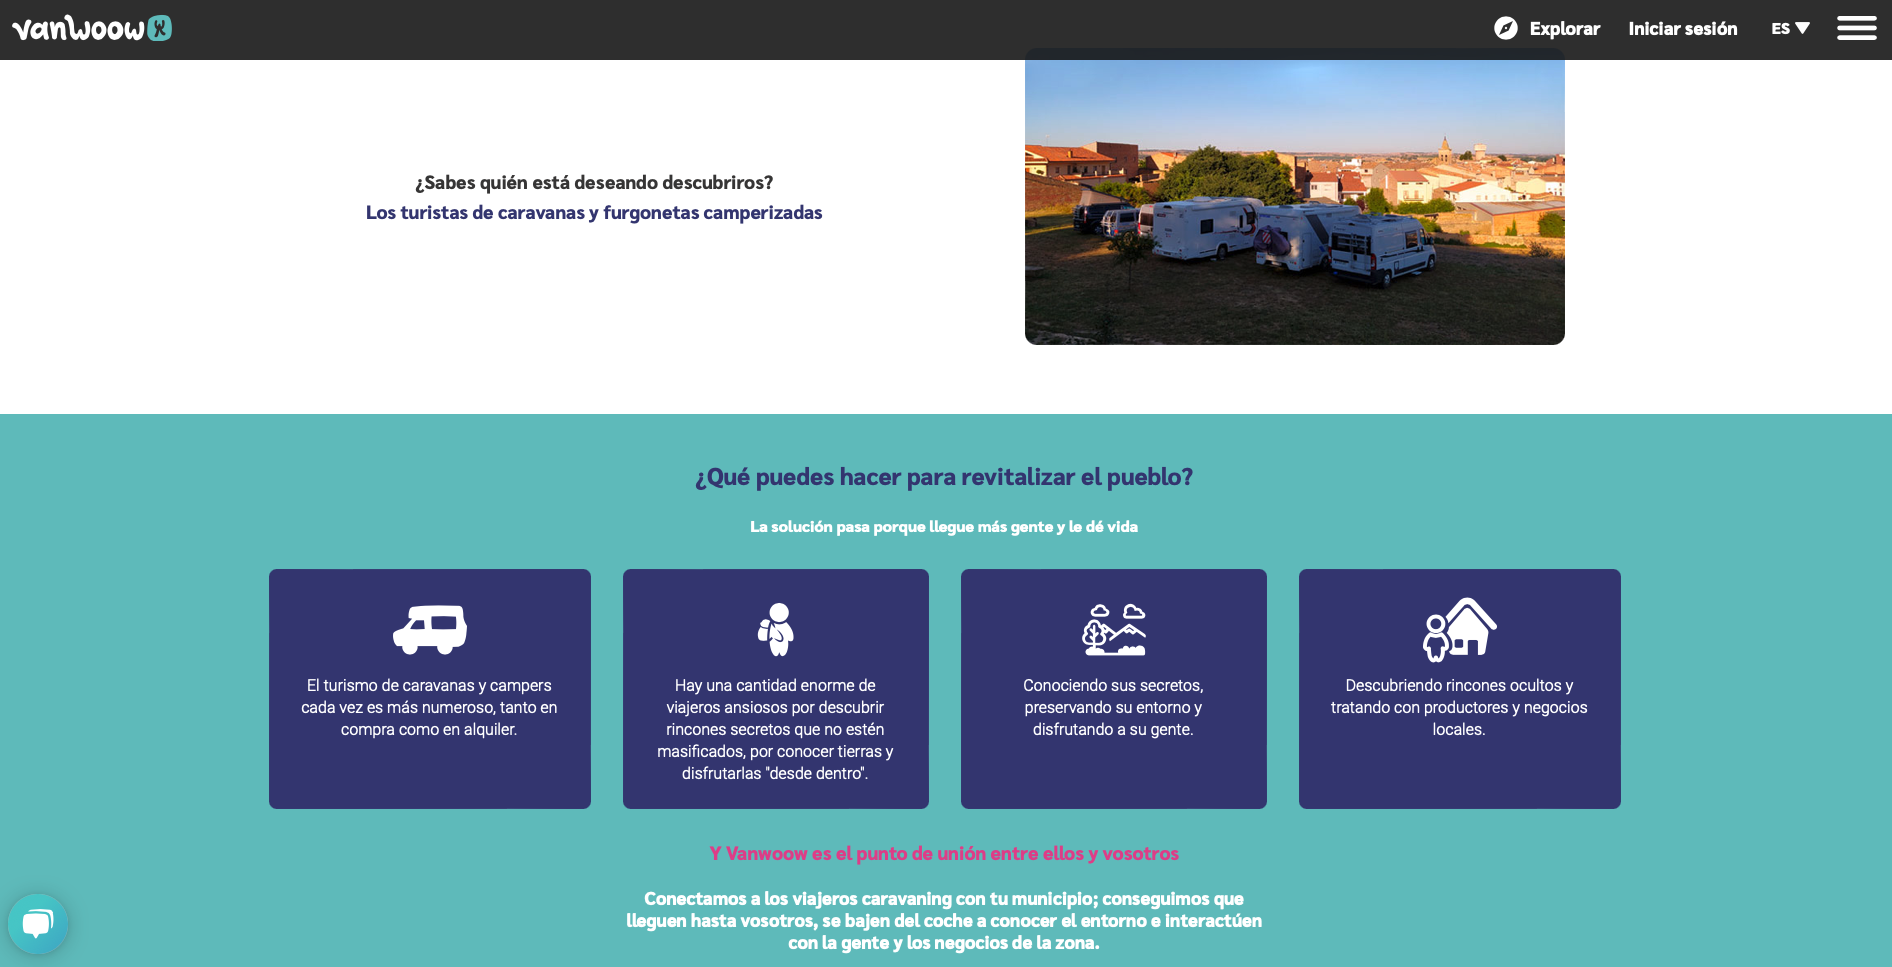 vanwoow
Explorar
Iniciar sesión
ES
¿Sabes quién está deseando descubriros?
Los turistas de caravanas y furgonetas camperizadas
¿Qué puedes hacer para revitalizar el pueblo?
La solución pasa porque llegue más gente y le dé vida
El turismo de caravanas y campers
cada vez es más numeroso, tanto en
compra como en alquiler.
Hay una cantidad enorme de
viajeros ansiosos por descubrir
rincones secretos que no estén
masificados, por conocer tierras y
disfrutarlas "desde dentro".
Conociendo sus secretos,
preservando su entorno y
disfrutando a su gente.
Descubriendo rincones ocultos y
tratando con productores y negocios
locales.
Y Vanwoow es el punto de unión entre ellos y vosotros
Conectamos a los viajeros caravaning con tu municipio; conseguimos que
lleguen hasta vosotros, se bajen del coche a conocer el entorno e interactúen
con la gente y los negocios de la zona.